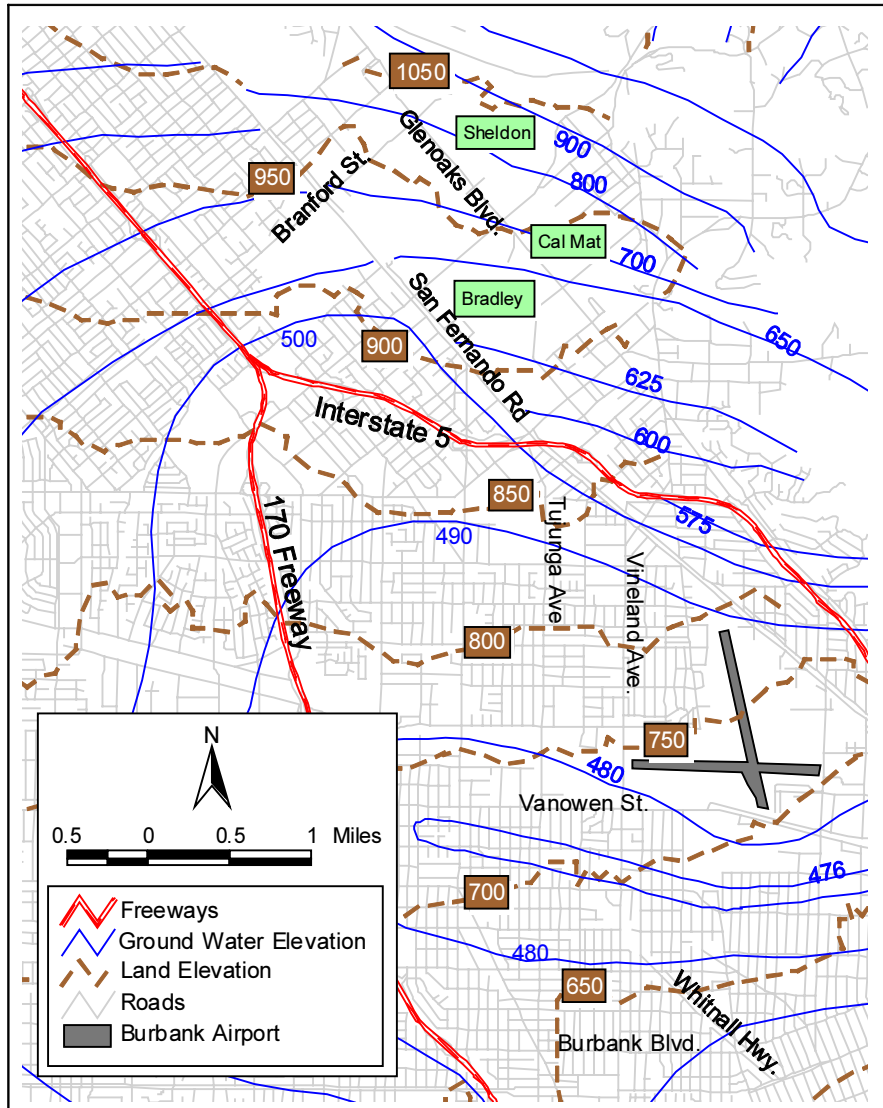 1050
Sheldon
Glenoaks Blvd.
900
800
950
Branford St.
Cal Mat
700
Bradley
San Fernando Rd
650
500
900
625
Interstate 5
600
850
Tujunga Ave
575
490
170 Freeway
Vineland Ave.
800
750
480
N
Vanowen St.
0.5 0 0.5 1 Miles
476
700
Freeways
Ground Water Elevation
480
Land Elevation
650
Whitnall Hwy.
Roads
Burbank Airport
Burbank Blvd.